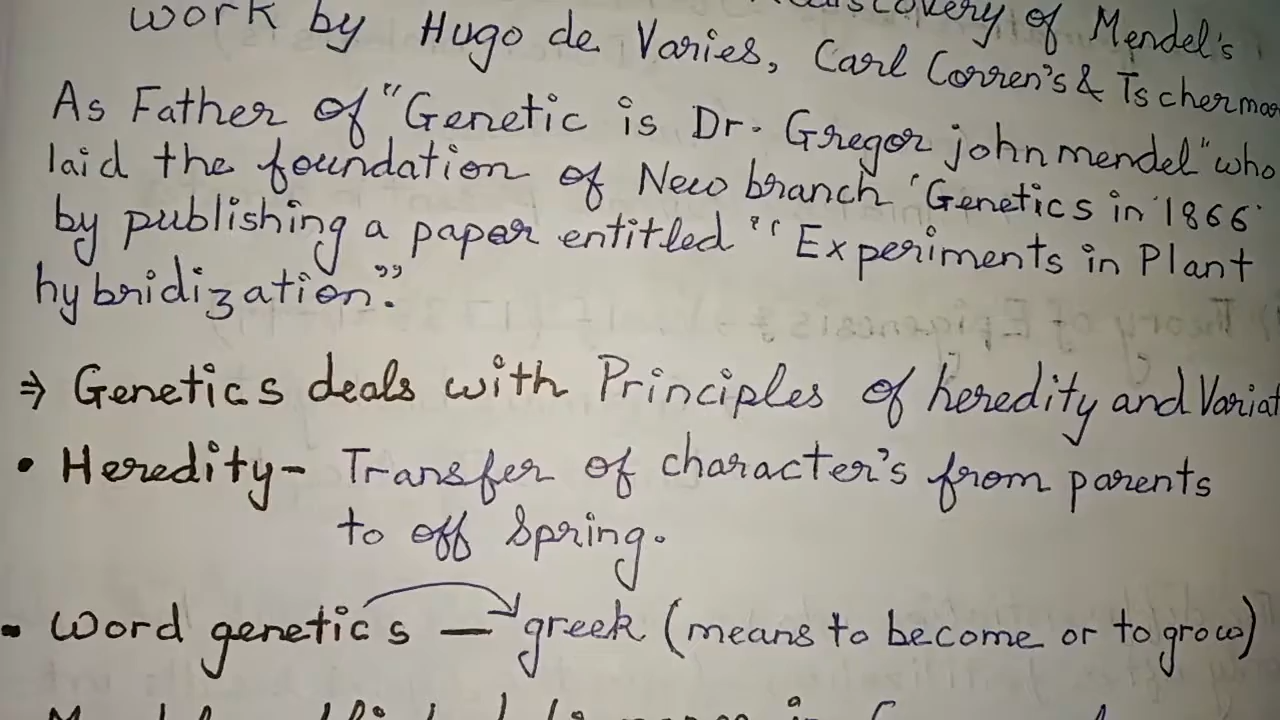 of Mendel's
work by Hugo de Varies, Carl Corren's & Tscherma
As Father of "Genetic is Dr. Gregor john mendel" who
laid the foundation of New branch 'Genetics in 1866
by publishing a paper entitled "Experiments in Plant
hybridization."
⇒ Genetics deals with Principles of heredity and Variat
• Heredity - Transfer of character's from parents
to off spring.
- Word genetics — greek (means to become or to grow)